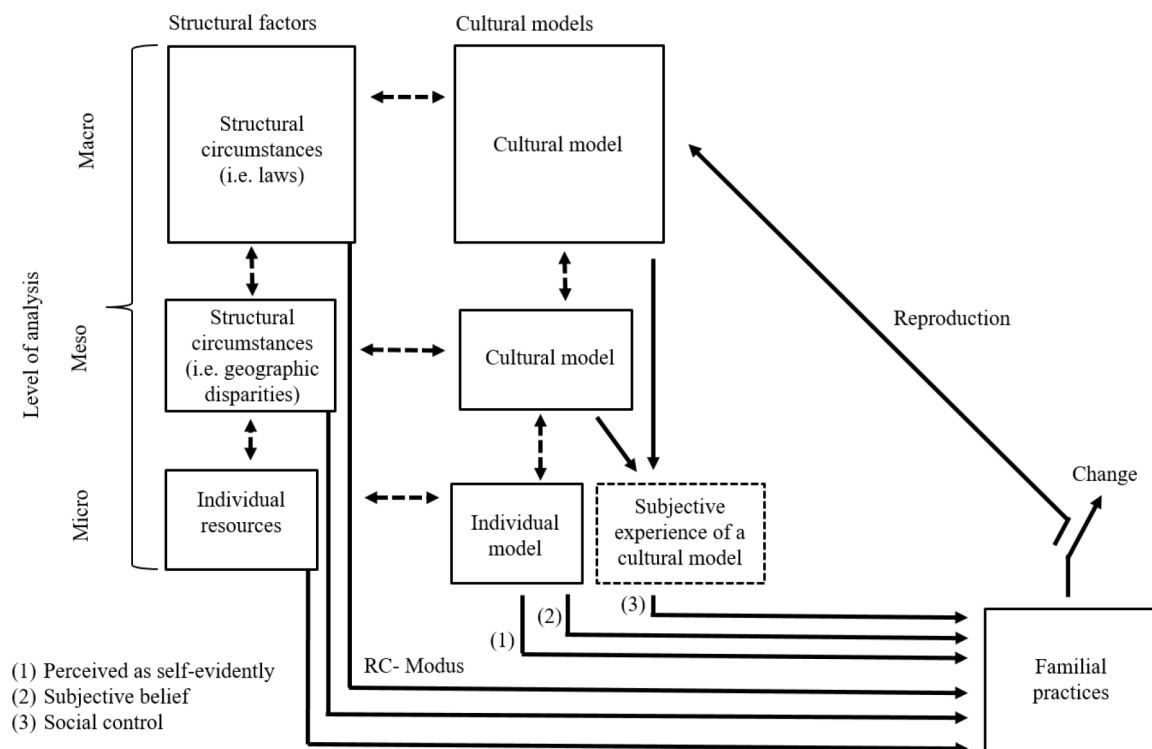 Structural factors
Cultural models
Level of analysis
Macro
Structural
circumstances
(i.e. laws)
Cultural model
Meso
Structural
circumstances
(i.e. geographic
disparities)
Cultural model
Reproduction
Micro
Individual
resources
Individual
model
Subjective
experience of a
cultural model
Change
(1)
(2)
(3)
RC- Modus
Familial
practices
(1) Perceived as self-evidently
(2) Subjective belief
(3) Social control